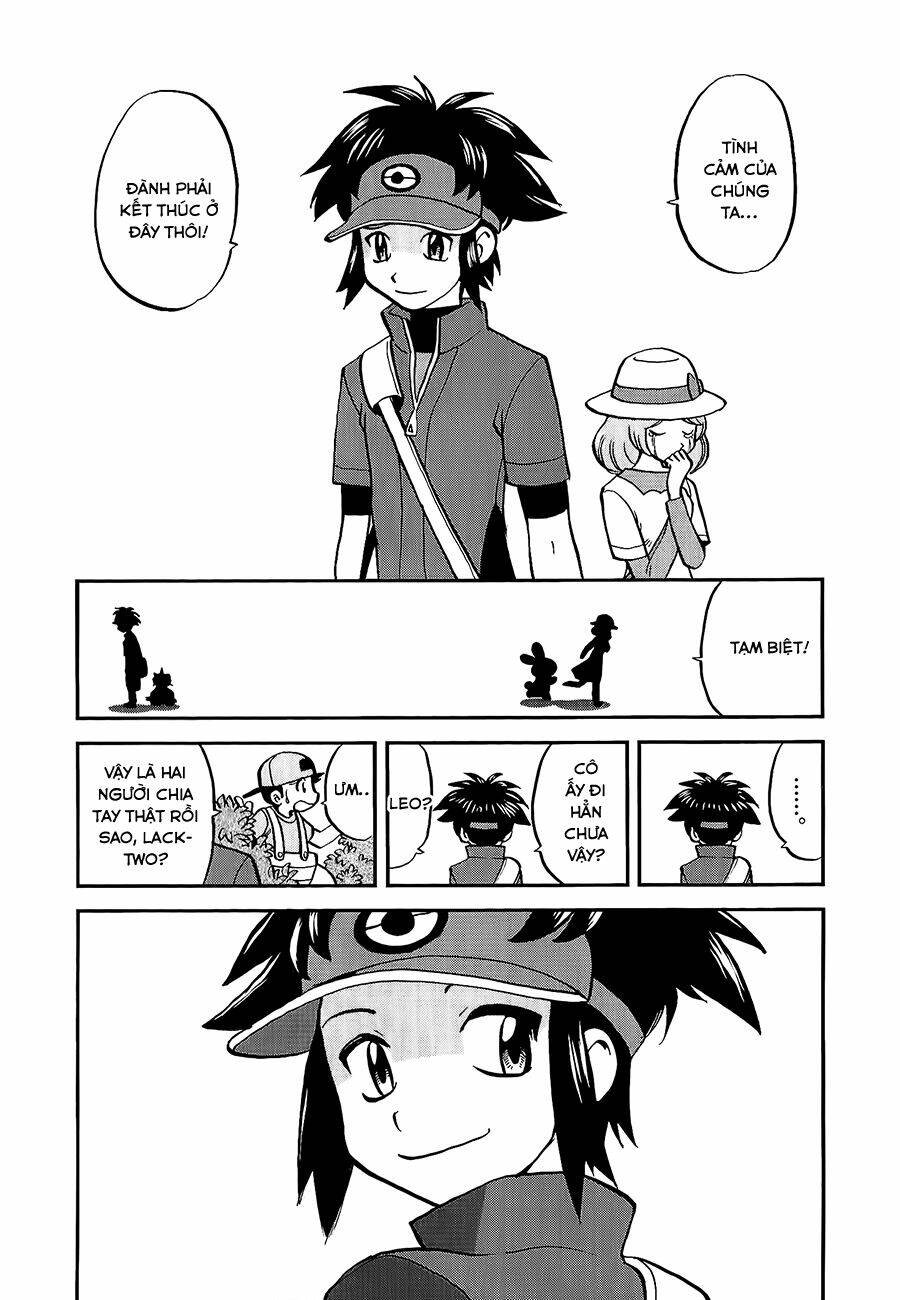 TÌNH
CẢM CỦA
CHÚNG
TA...
ĐÀNH PHẢI
KẾT THÚC Ở
ĐÂY THÔI!
TẠM BIỆT!
.......
CÔ
ẤY ĐI
HẲN
CHƯA
VẬY?
LEO?
ƯM..
VẬY LÀ HAI
NGƯỜI CHIA
TAY THẬT RỒI
SAO, LACK-
TWO?